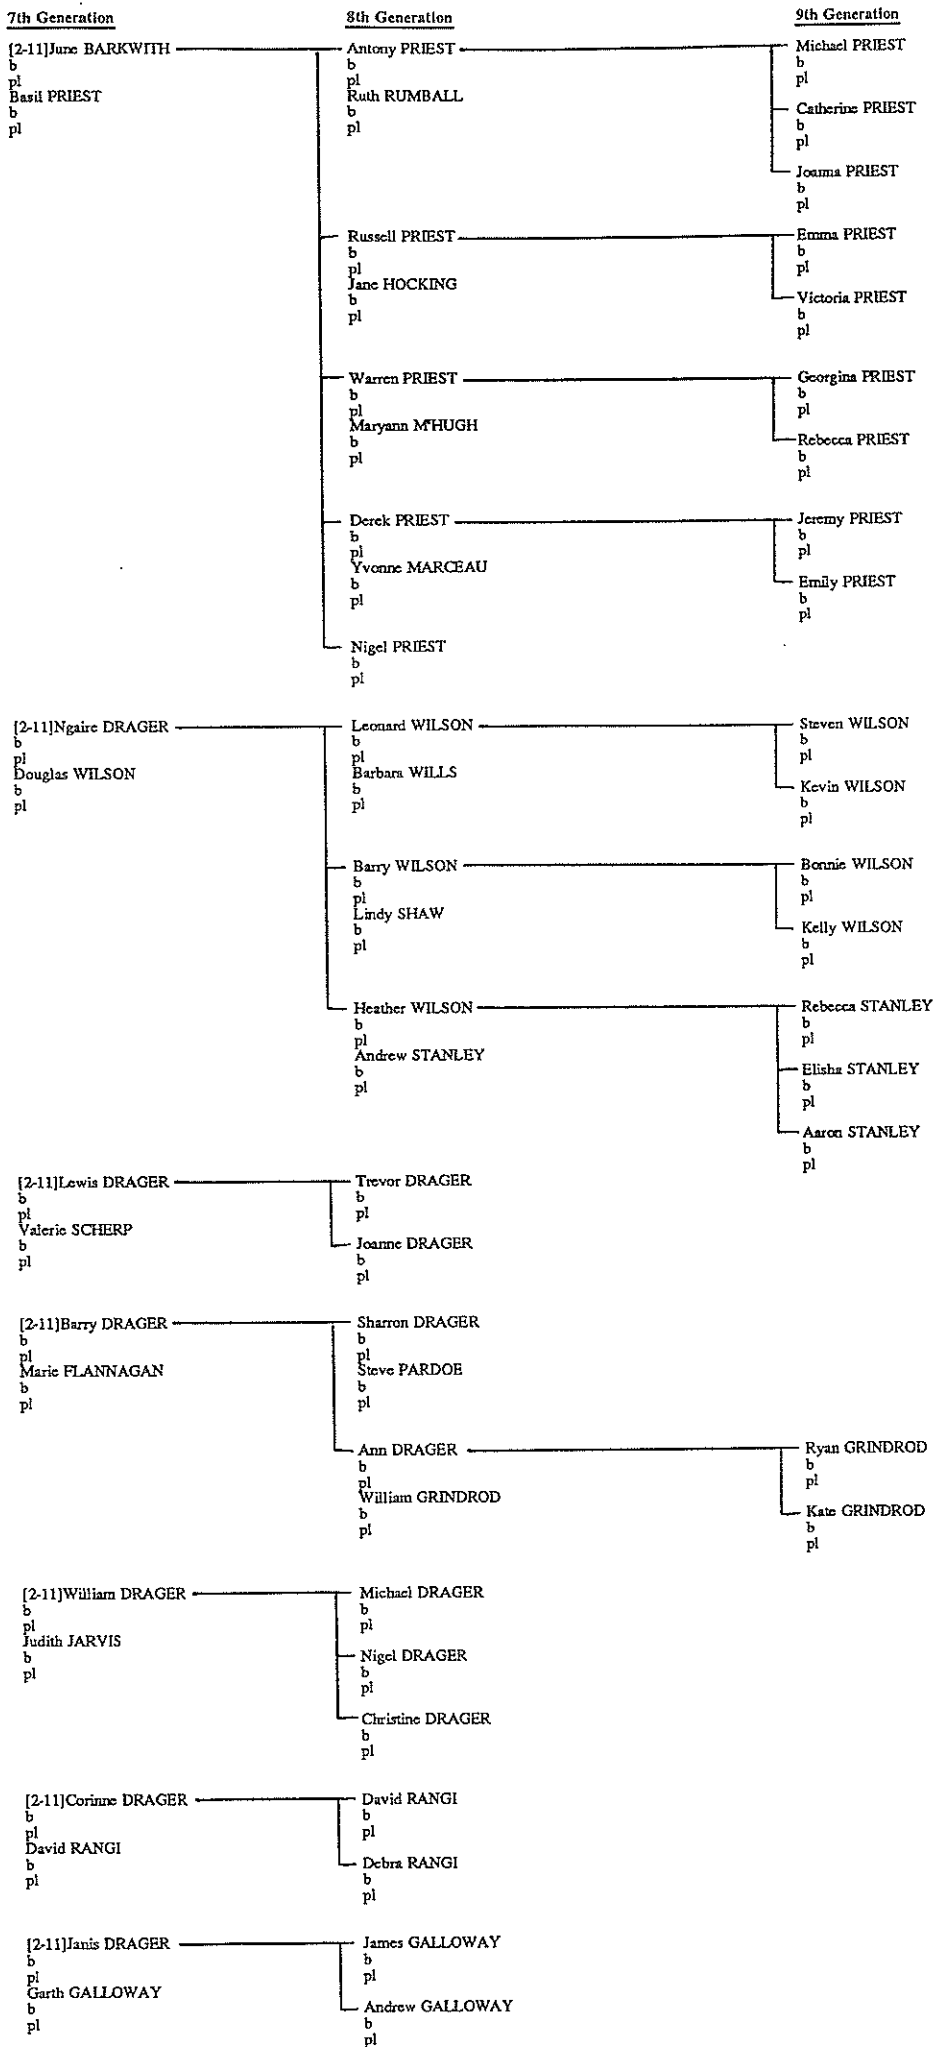 7th Generation
8th Generation
9th Generation
[2-11]June BARKWITH
b
pl
Basil PRIEST
b
pl
Antony PRIEST
b
pl
Ruth RUMBALL
b
pl
Michael PRIEST
b
pl
Catherine PRIEST
b
pl
Joanna PRIEST
b
pl
Russell PRIEST
b
pl
Jane HOCKING
b
pl
Emma PRIEST
b
pl
Victoria PRIEST
b
pl
Warren PRIEST
b
pl
Maryann McHUGH
b
pl
Georgina PRIEST
b
pl
Rebecca PRIEST
b
pl
Derek PRIEST
b
pl
Yvonne MARCEAU
b
pl
Jeremy PRIEST
b
pl
Emily PRIEST
b
pl
Nigel PRIEST
b
pl
[2-11]Ngaire DRAGER
b
pl
Douglas WILSON
b
pl
Leonard WILSON
b
pl
Barbara WILLS
b
pl
Steven WILSON
b
pl
Kevin WILSON
b
pl
Barry WILSON
b
pl
Lindy SHAW
b
pl
Bonnie WILSON
b
pl
Kelly WILSON
b
pl
Heather WILSON
b
pl
Andrew STANLEY
b
pl
Rebecca STANLEY
b
pl
Elisha STANLEY
b
pl
Aaron STANLEY
b
pl
[2-11]Lewis DRAGER
b
pl
Valerie SCHERP
b
pl
Trevor DRAGER
b
pl
Joanne DRAGER
b
pl
[2-11]Barry DRAGER
b
pl
Marie FLANNAGAN
b
pl
Sharron DRAGER
b
pl
Steve PARDOE
b
pl
Ann DRAGER
b
pl
William GRINDROD
b
pl
Ryan GRINDROD
b
pl
Kate GRINDROD
b
pl
[2-11]William DRAGER
b
pl
Judith JARVIS
b
pl
Michael DRAGER
b
pl
Nigel DRAGER
b
pl
Christine DRAGER
b
pl
[2-11]Corinne DRAGER
b
pl
David RANGI
b
pl
David RANGI
b
pl
Debra RANGI
b
pl
[2-11]Janis DRAGER
b
pl
Garth GALLOWAY
b
pl
James GALLOWAY
b
pl
Andrew GALLOWAY
b
pl